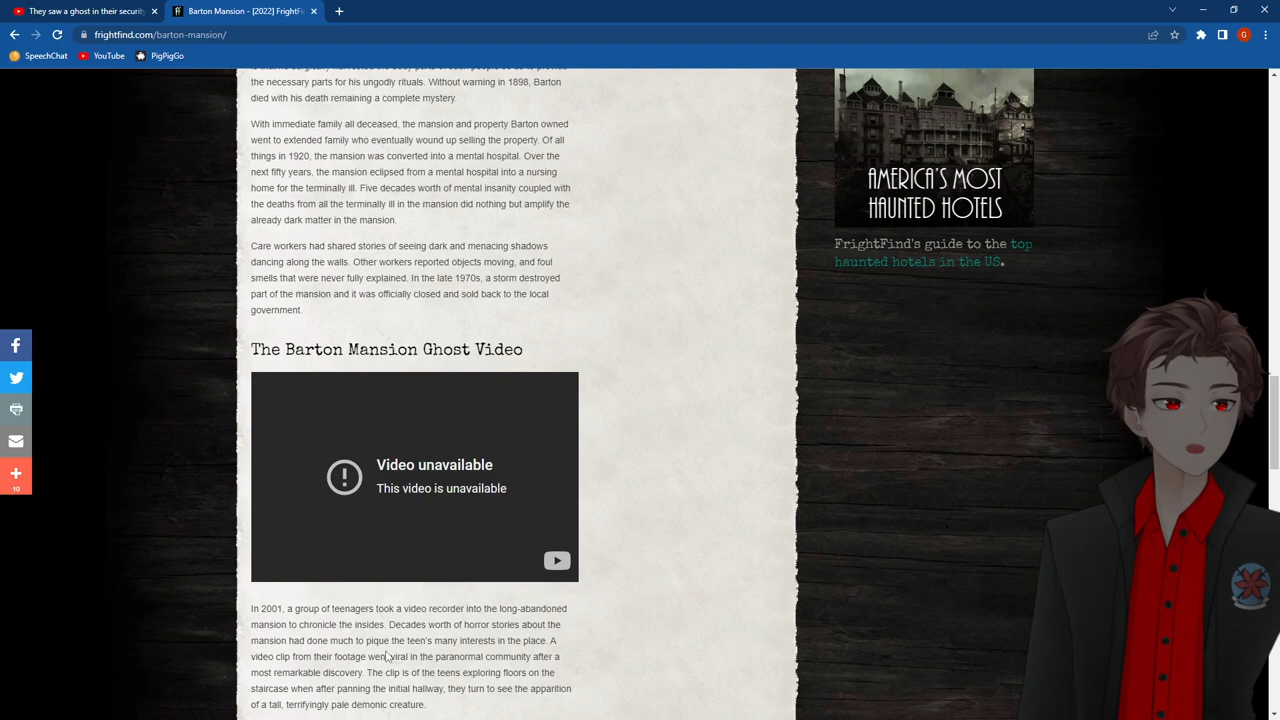 They saw a ghost in their security
Barton Mansion - [2022] FrightFi
frightfind.com/barton-mansion/
G
SpeechChat
YouTube
PigPigGo
the necessary parts for his ungodly rituals. Without warning in 1898, Barton
died with his death remaining a complete mystery.
With immediate family all deceased, the mansion and property Barton owned
went to extended family who eventually wound up selling the property. Of all
things in 1920, the mansion was converted into a mental hospital. Over the
next fifty years, the mansion eclipsed from a mental hospital into a nursing
home for the terminally ill. Five decades worth of mental insanity coupled with
the deaths from all the terminally ill in the mansion did nothing but amplify the
already dark matter in the mansion.
Care workers had shared stories of seeing dark and menacing shadows
dancing along the walls. Other workers reported objects moving, and foul
smells that were never fully explained. In the late 1970s, a storm destroyed
part of the mansion and it was officially closed and sold back to the local
government.
The Barton Mansion Ghost Video
Video unavailable
This video is unavailable
In 2001, a group of teenagers took a video recorder into the long-abandoned
mansion to chronicle the insides. Decades worth of horror stories about the
mansion had done much to pique the teen's many interests in the place. A
video clip from their footage went viral in the paranormal community after a
most remarkable discovery. The clip is of the teens exploring floors on the
staircase when after panning the initial hallway, they turn to see the apparition
of a tall, terrifyingly pale demonic creature.
10
AMERICA'S MOST
HAUNTED HOTELS
FrightFind's guide to the top
haunted hotels in the US.